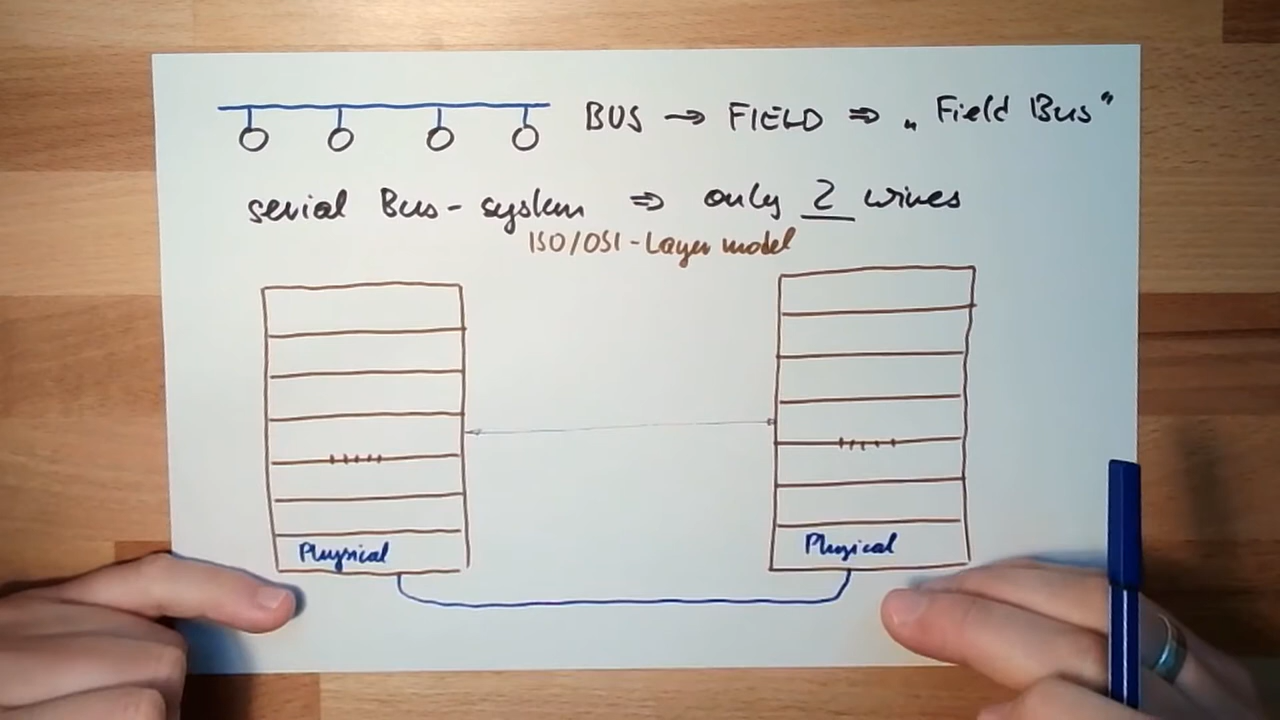 BUS → FIELD ⇒ „Field Bus"
serial Bus-system ⇒ only 2 wires
ISO/OSI-Layer model
Physical
Physical